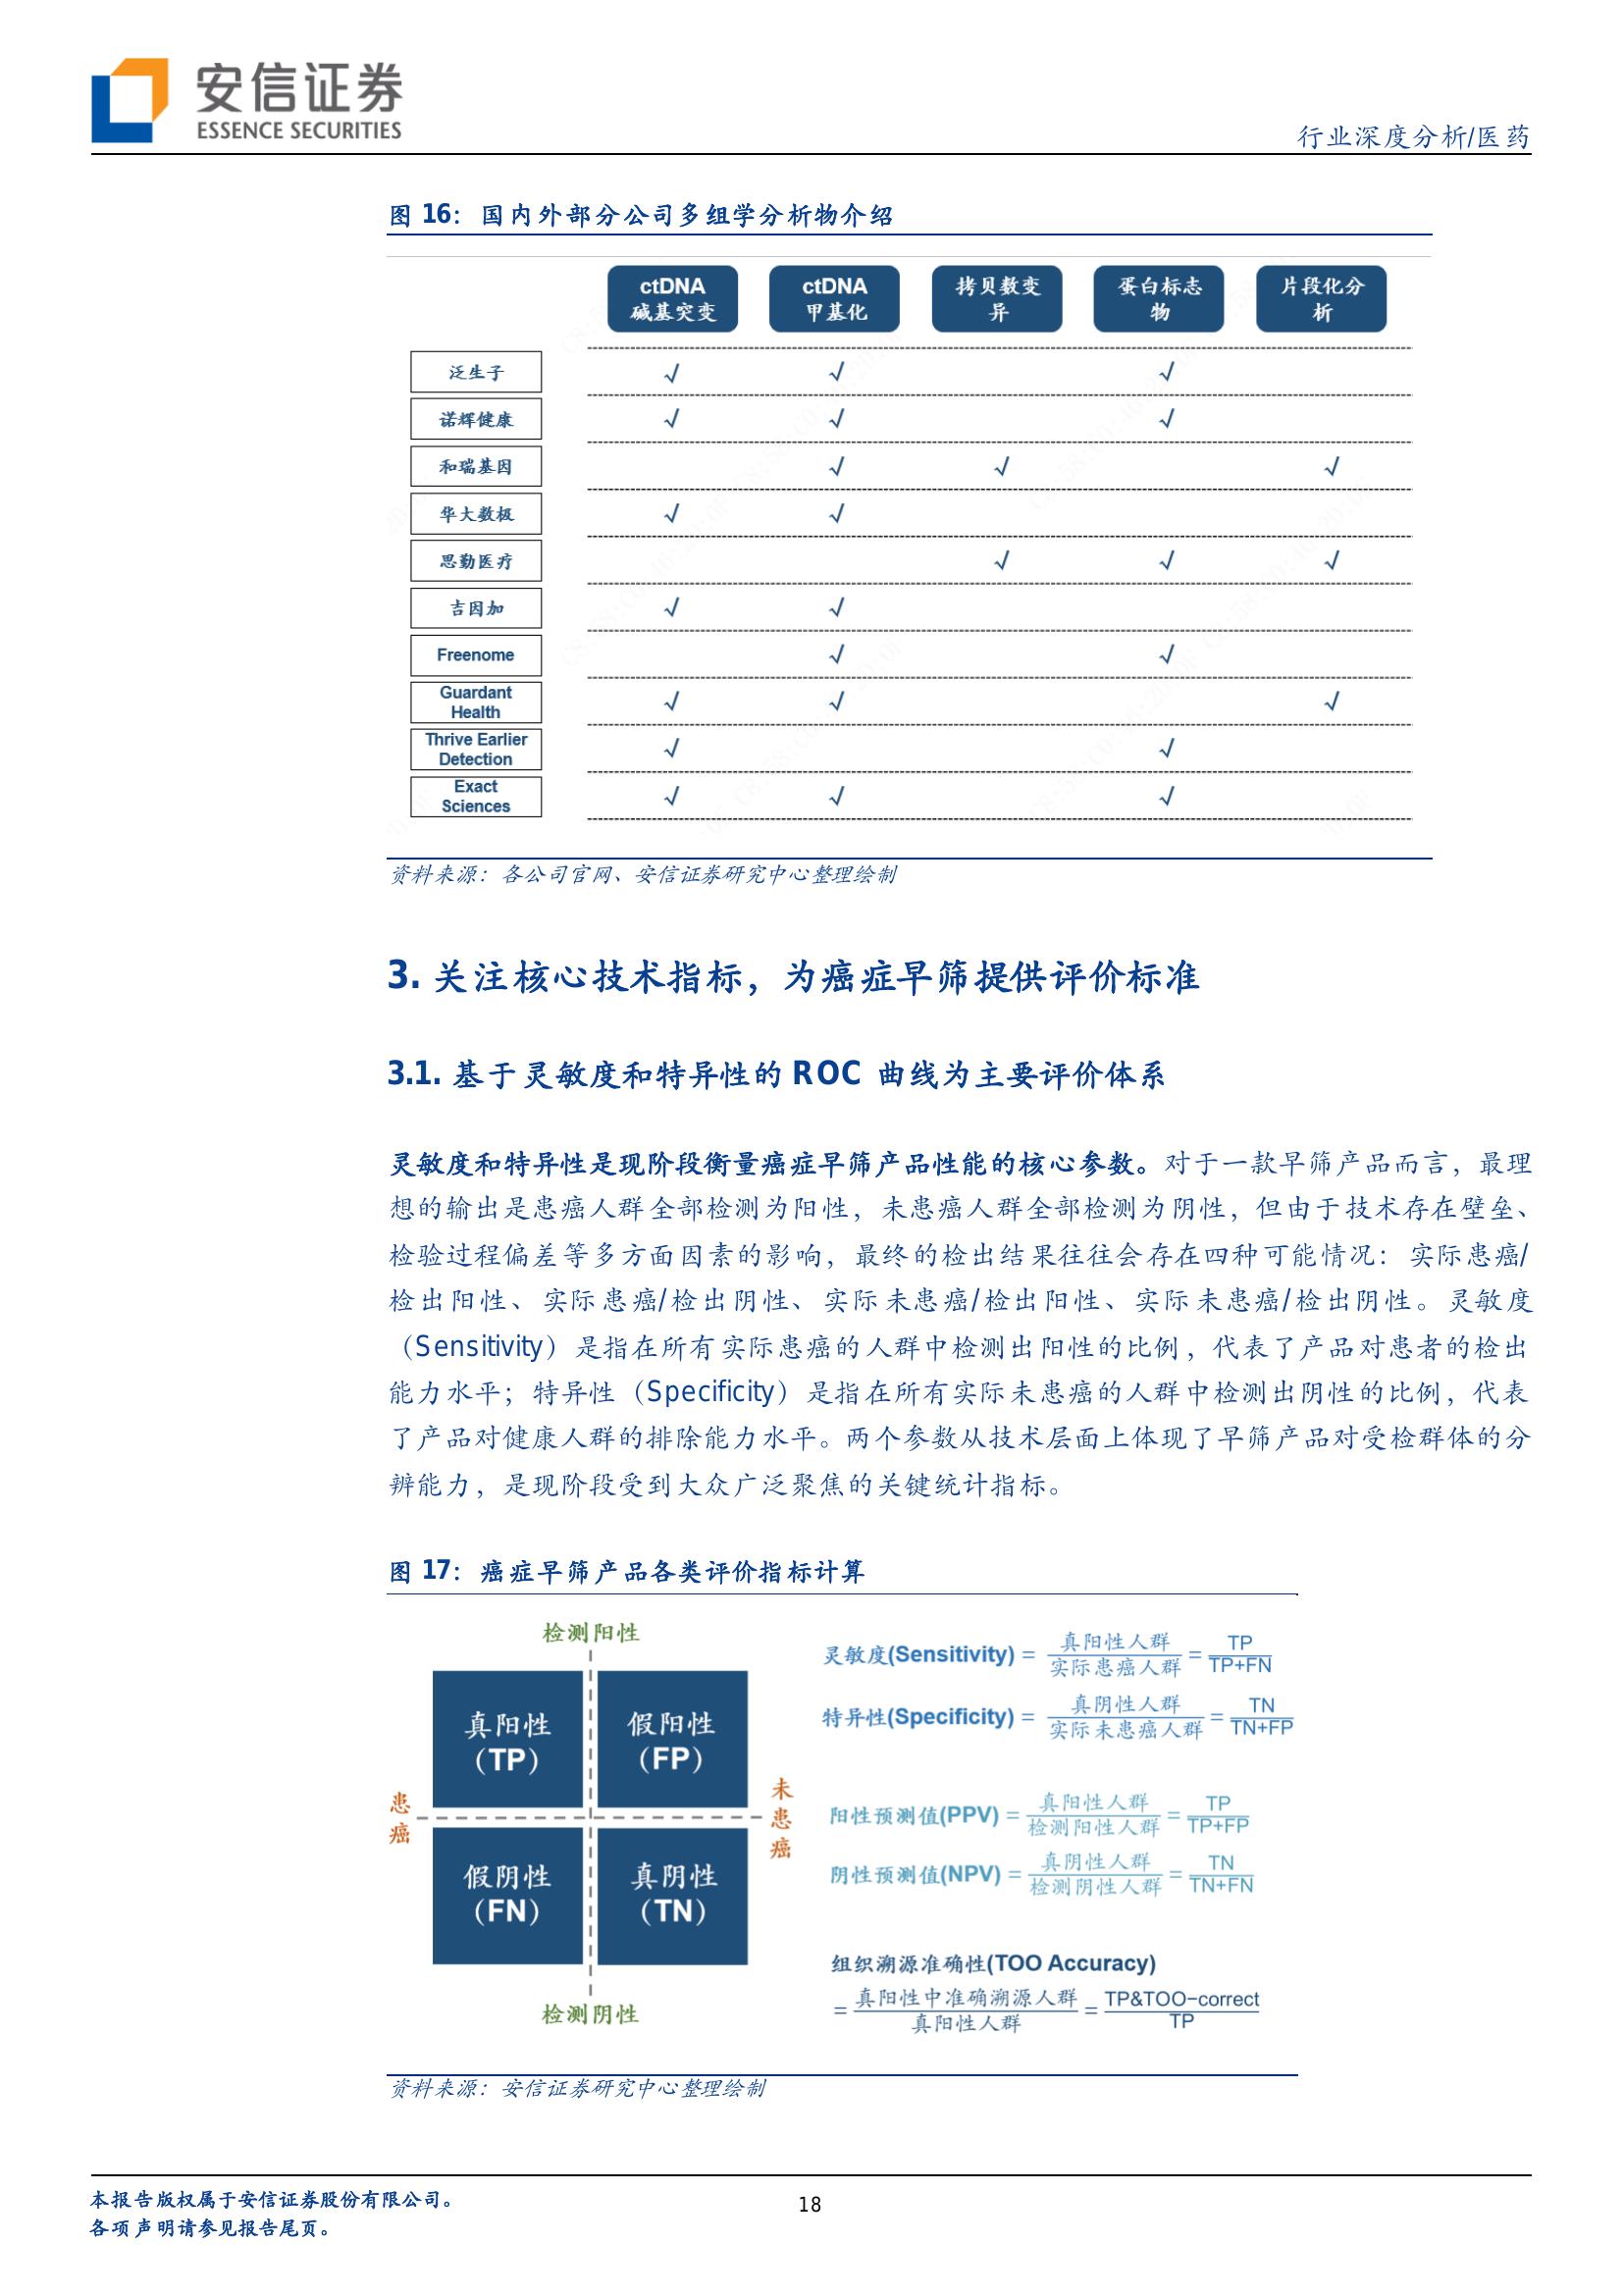 安信证券
ESSENCE SECURITIES
行业深度分析/医药
图 16：国内外部分公司多组学分析物介绍
ctDNA
碱基突变
ctDNA
甲基化
拷贝数变
异
蛋白标志
物
片段化分
析
泛生子 √ √ √
诺辉健康 √ √ √
和瑞基因 √ √ √
华大数极 √ √
思勤医疗 √ √ √
吉因加 √ √
Freenome √ √
Guardant
Health √ √ √
Thrive Earlier
Detection √ √
Exact
Sciences √ √ √
资料来源：各公司官网、安信证券研究中心整理绘制
3. 关注核心技术指标，为癌症早筛提供评价标准
3.1. 基于灵敏度和特异性的 ROC 曲线为主要评价体系
灵敏度和特异性是现阶段衡量癌症早筛产品性能的核心参数。对于一款早筛产品而言，最理
想的输出是患癌人群全部检测为阳性，未患癌人群全部检测为阴性，但由于技术存在壁垒、
检验过程偏差等多方面因素的影响，最终的检出结果往往会存在四种可能情况：实际患癌/
检出阳性、实际患癌/检出阴性、实际未患癌/检出阳性、实际未患癌/检出阴性。灵敏度
（Sensitivity）是指在所有实际患癌的人群中检测出阳性的比例，代表了产品对患者的检出
能力水平；特异性（Specificity）是指在所有实际未患癌的人群中检测出阴性的比例，代表
了产品对健康人群的排除能力水平。两个参数从技术层面上体现了早筛产品对受检群体的分
辨能力，是现阶段受到大众广泛聚焦的关键统计指标。
图 17：癌症早筛产品各类评价指标计算
检测阳性
真阳性
（TP）
假阳性
（FP）
患癌
未患癌
假阴性
（FN）
真阴性
（TN）
检测阴性
灵敏度(Sensitivity) = 真阳性人群/实际患癌人群 = TP/TP+FN
特异性(Specificity) = 真阴性人群/实际未患癌人群 = TN/TN+FP
阳性预测值(PPV) = 真阳性人群/检测阳性人群 = TP/TP+FP
阴性预测值(NPV) = 真阴性人群/检测阴性人群 = TN/TN+FN
组织溯源准确性(TOO Accuracy)
= 真阳性中准确溯源人群/真阳性人群 = TP&TOO−correct/TP
资料来源：安信证券研究中心整理绘制
本报告版权属于安信证券股份有限公司。
18
各项声明请参见报告尾页。